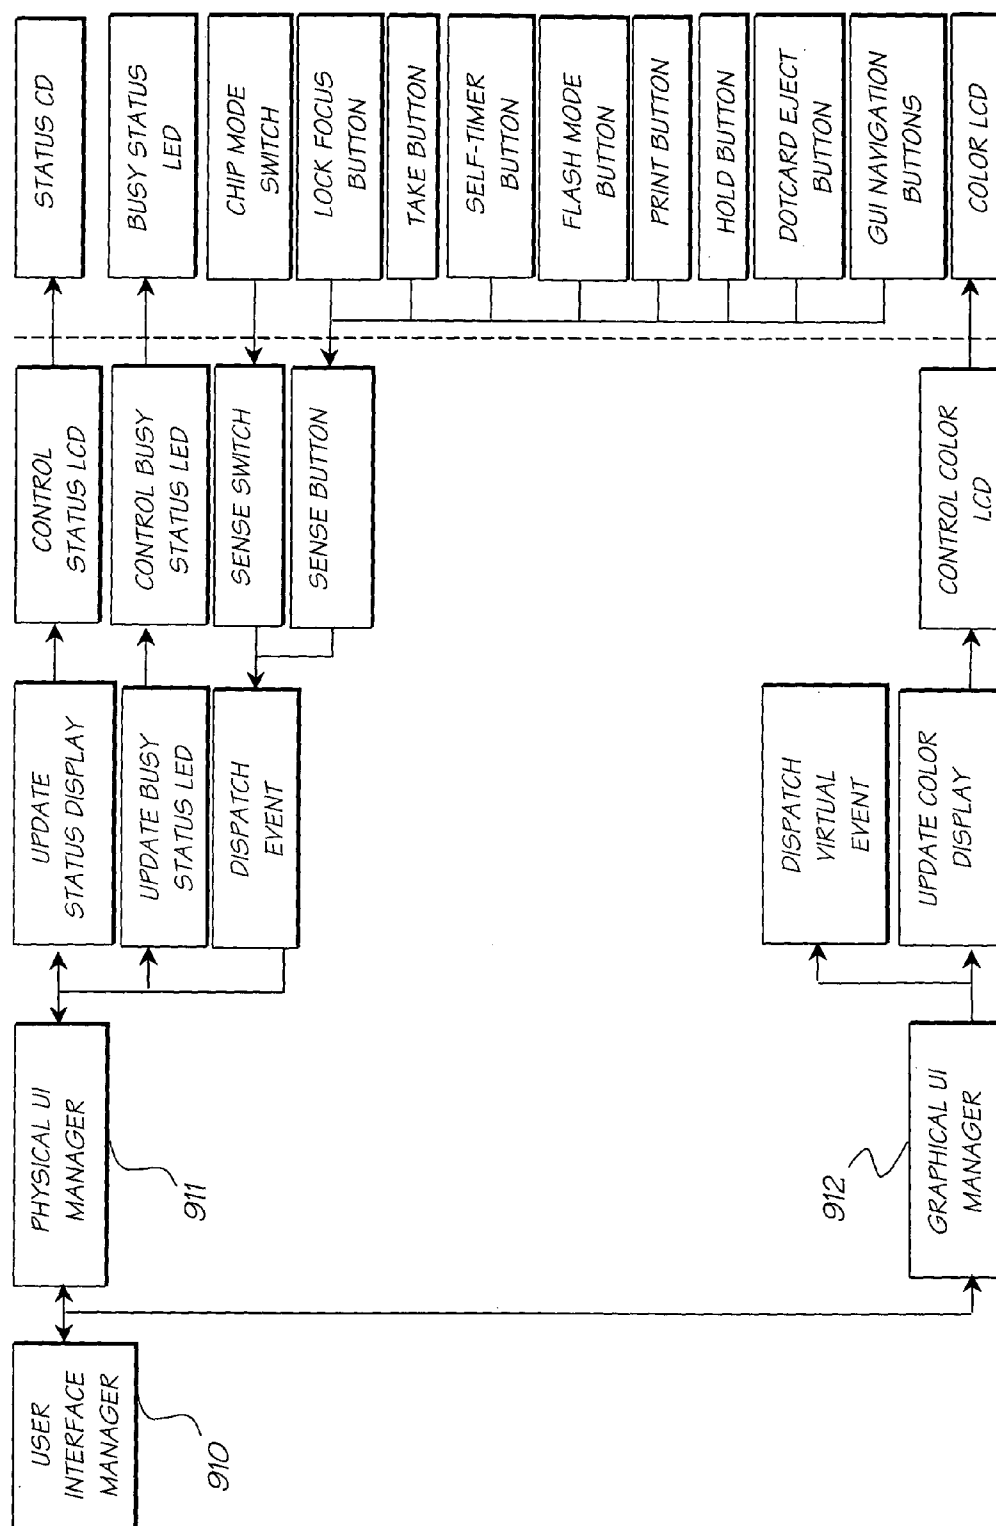 USER
INTERFACE
MANAGER
910
PHYSICAL UI
MANAGER
911
GRAPHICAL UI
MANAGER
912
UPDATE
STATUS DISPLAY
UPDATE BUSY
STATUS LED
DISPATCH
EVENT
DISPATCH
VIRTUAL
EVENT
UPDATE COLOR
DISPLAY
CONTROL
STATUS LCD
CONTROL BUSY
STATUS LED
SENSE SWITCH
SENSE BUTTON
CONTROL COLOR
LCD
STATUS CD
BUSY STATUS
LED
CHIP MODE
SWITCH
LOCK FOCUS
BUTTON
TAKE BUTTON
SELF-TIMER
BUTTON
FLASH MODE
BUTTON
PRINT BUTTON
HOLD BUTTON
DOTCARD EJECT
BUTTON
GUI NAVIGATION
BUTTONS
COLOR LCD